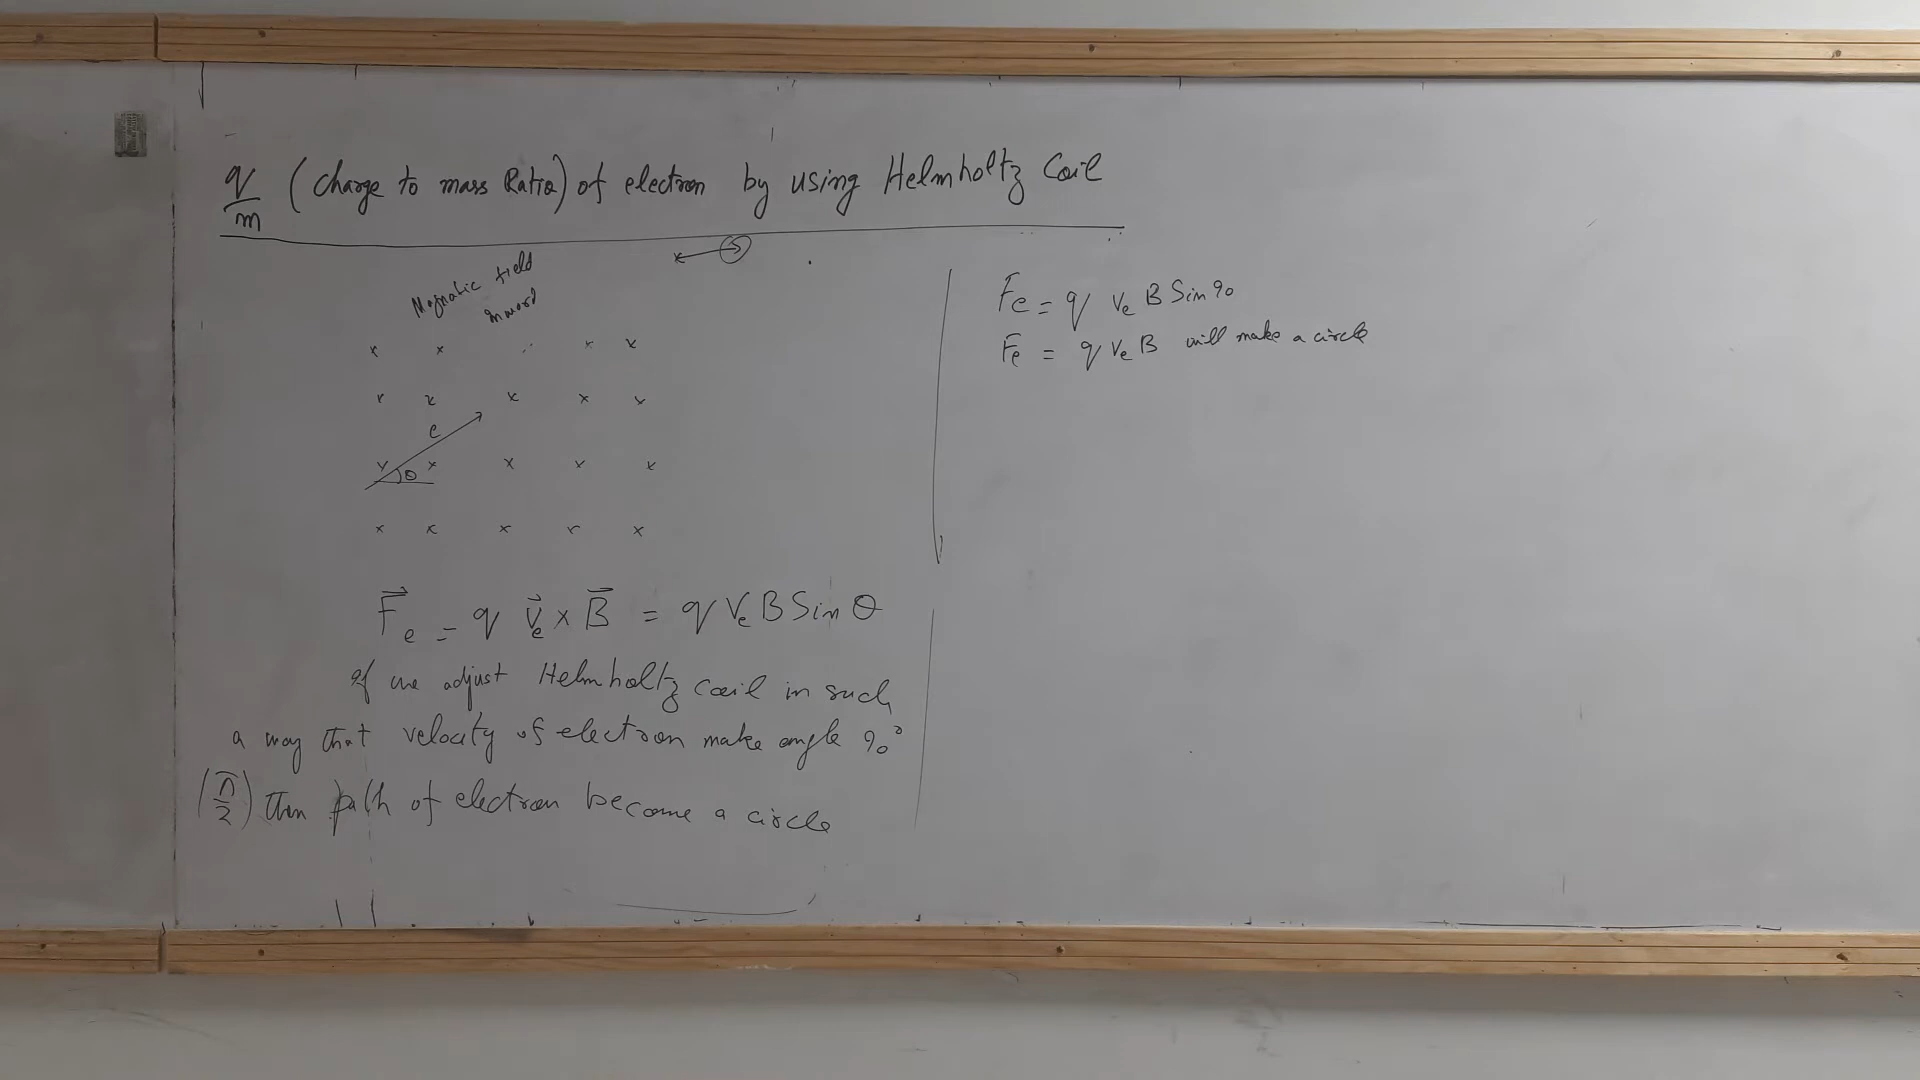 q/m (Charge to mass Ratio) of electron by using Helmholtz Coil
Magnatic field
inward
x x x x
x x x x x
e
x θ x x x x
x x x x x
F⃗e = q v⃗e x B⃗ = q Ve B Sin θ
if we adjust Helmholtz coil in such
a way that velocity of electron make angle 90°
(π/2) then path of electron become a circle
Fe = q Ve B Sin 90
Fe = q Ve B will make a circle